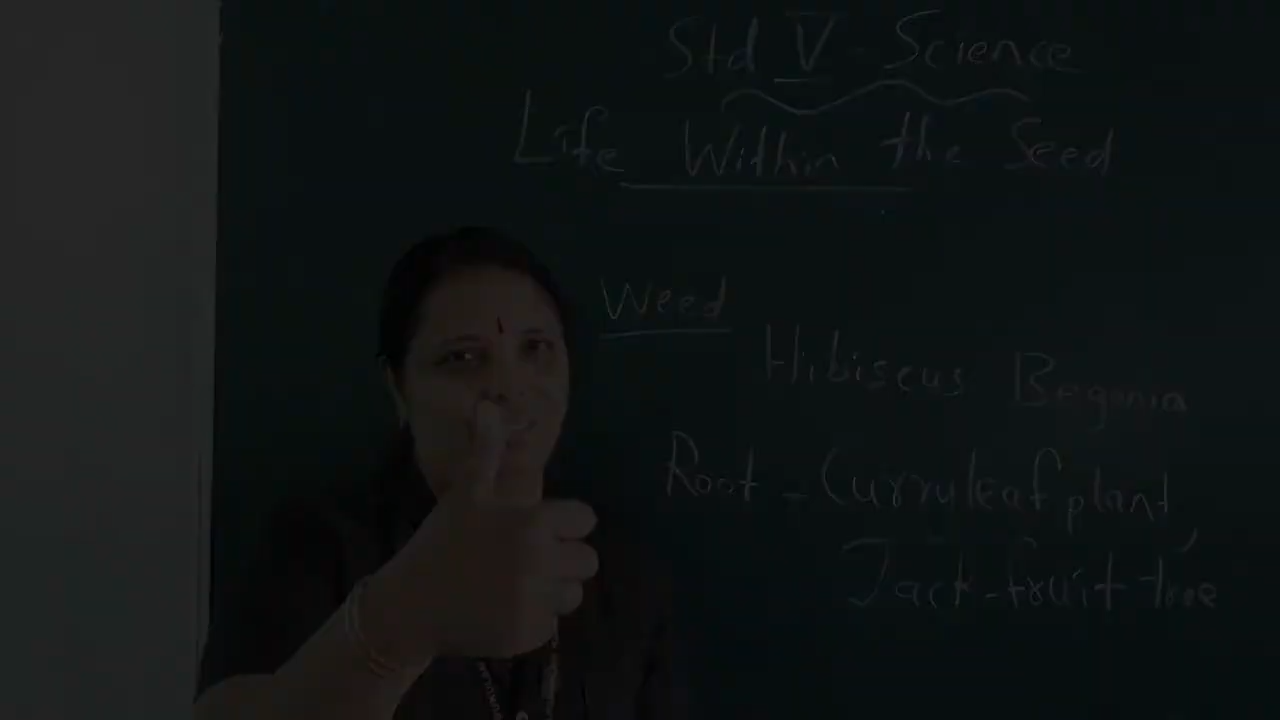 Std V Science
Life Within the Seed
Weed
Hibiscus Begonia
Root - Curryleaf plant,
Jack-fruit tree